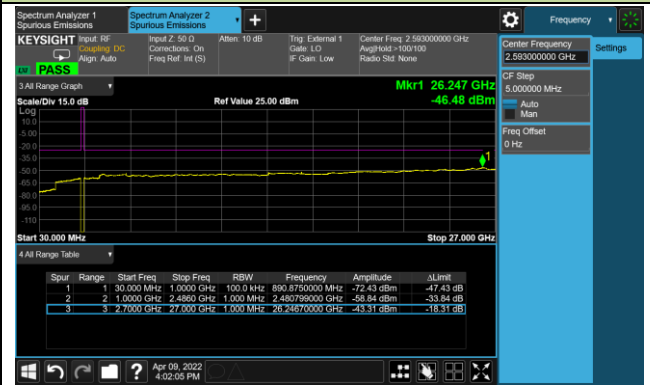 Spectrum Analyzer 1
Spurious Emissions
Spectrum Analyzer 2
Spurious Emissions
Frequency
KEYSIGHT
Input: RF
Coupling: DC
Align: Auto
Input Z: 50 Ω
Corrections: On
Freq Ref: Int (S)
Atten: 10 dB
Trig: External 1
Gate: LO
IF Gain: Low
Center Freq: 2.593000000 GHz
Avg|Hold:>100/100
Radio Std: None
PASS
Center Frequency
2.593000000 GHz
Settings
CF Step
5.000000 MHz
Auto
Man
Freq Offset
0 Hz
3 All Range Graph
Mkr1 26.247 GHz
Scale/Div 15.0 dB
Ref Value 25.00 dBm
-46.48 dBm
Log
10.0
-5.00
-20.0
-35.0
-50.0
-65.0
-80.0
-95.0
-110
1
Start 30.000 MHz
Stop 27.000 GHz
4 All Range Table
Spur Range Start Freq Stop Freq RBW Frequency Amplitude ΔLimit
1 1 30.000 MHz 1.0000 GHz 100.0 kHz 890.8750000 MHz -72.43 dBm -47.43 dB
2 2 1.0000 GHz 2.4860 GHz 1.000 MHz 2.480799000 GHz -58.84 dBm -33.84 dB
3 3 2.7000 GHz 27.000 GHz 1.000 MHz 26.24670000 GHz -43.31 dBm -18.31 dB
?
Apr 09, 2022
4:02:05 PM